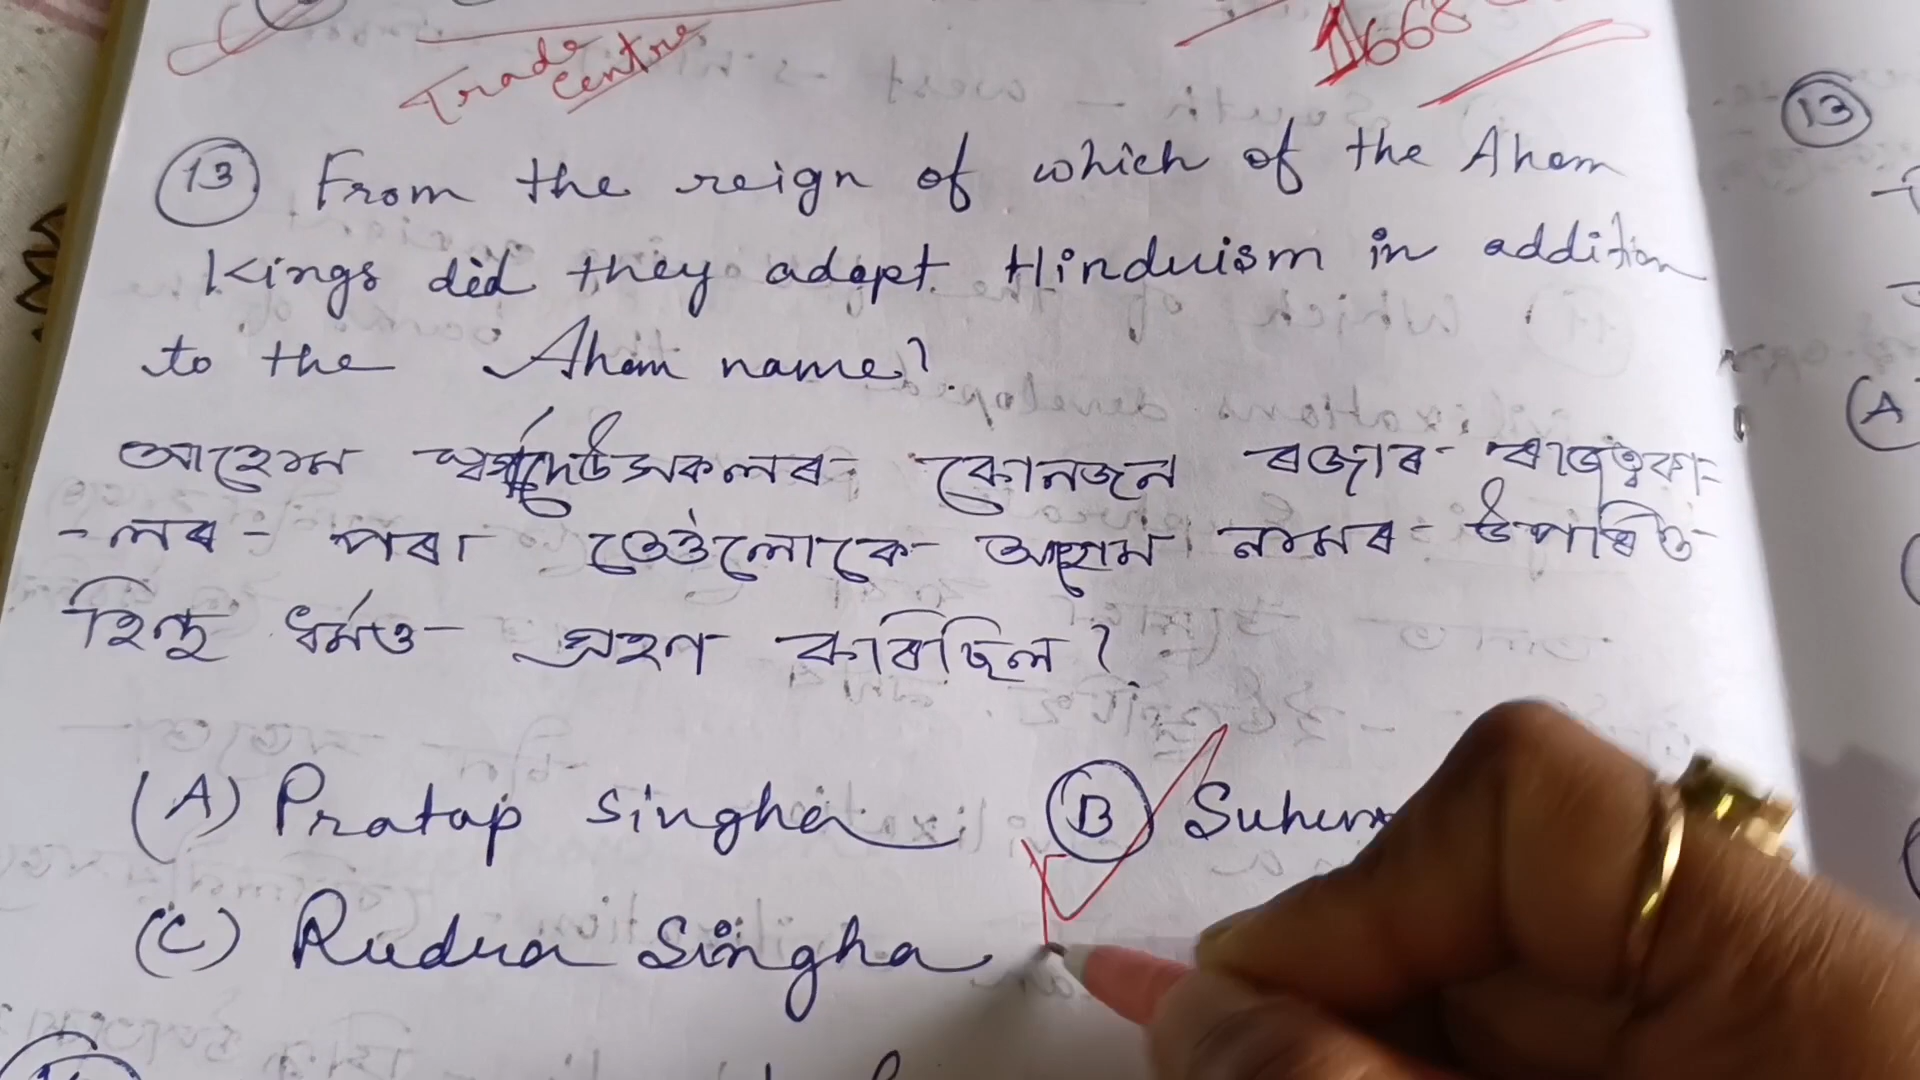 Trade
centre
1668
13 From the reign of which of the Ahom
Kings did they adopt Hinduism in addition
to the Ahom name?
আহোম স্বৰ্গদেউসকলৰ কোনজন ৰজাৰ ৰাজত্বকা-
-লৰ পৰা তেওঁলোকে আহোম নামৰ উপৰিও
হিন্দু ধৰ্মও গ্ৰহণ কৰিছিল?
(A) Pratap Singha B Suhum
(C) Rudra Singha
13
A